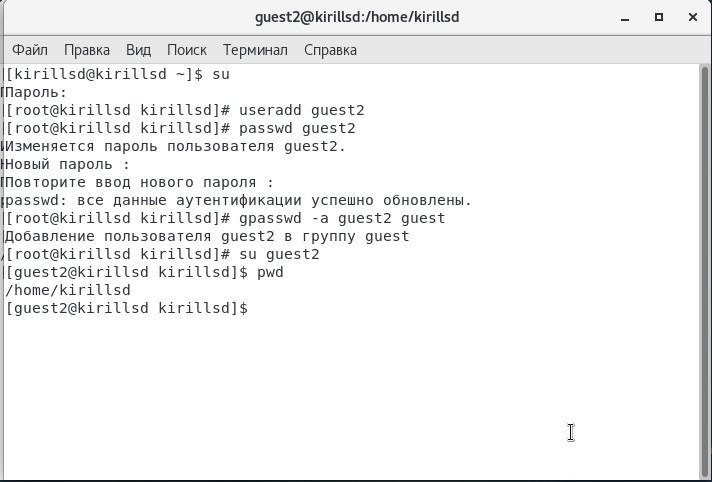 guest2@kirillsd:/home/kirillsd
Файл Правка Вид Поиск Терминал Справка
[kirillsd@kirillsd ~]$ su
Пароль:
[root@kirillsd kirillsd]# useradd guest2
[root@kirillsd kirillsd]# passwd guest2
Изменяется пароль пользователя guest2.
Новый пароль :
Повторите ввод нового пароля :
passwd: все данные аутентификации успешно обновлены.
[root@kirillsd kirillsd]# gpasswd -a guest2 guest
Добавление пользователя guest2 в группу guest
[root@kirillsd kirillsd]# su guest2
[guest2@kirillsd kirillsd]$ pwd
/home/kirillsd
[guest2@kirillsd kirillsd]$